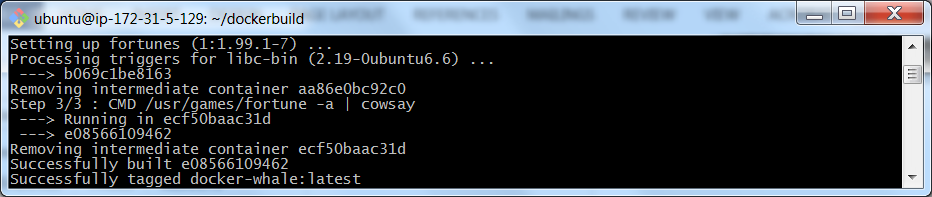 ubuntu@ip-172-31-5-129: ~/dockerbuild
Setting up fortunes (1:1.99.1-7) ...
Processing triggers for libc-bin (2.19-0ubuntu6.6) ...
 ---> b069c1be8163
Removing intermediate container aa86e0bc92c0
Step 3/3 : CMD /usr/games/fortune -a | cowsay
 ---> Running in ecf50baac31d
 ---> e08566109462
Removing intermediate container ecf50baac31d
Successfully built e08566109462
Successfully tagged docker-whale:latest